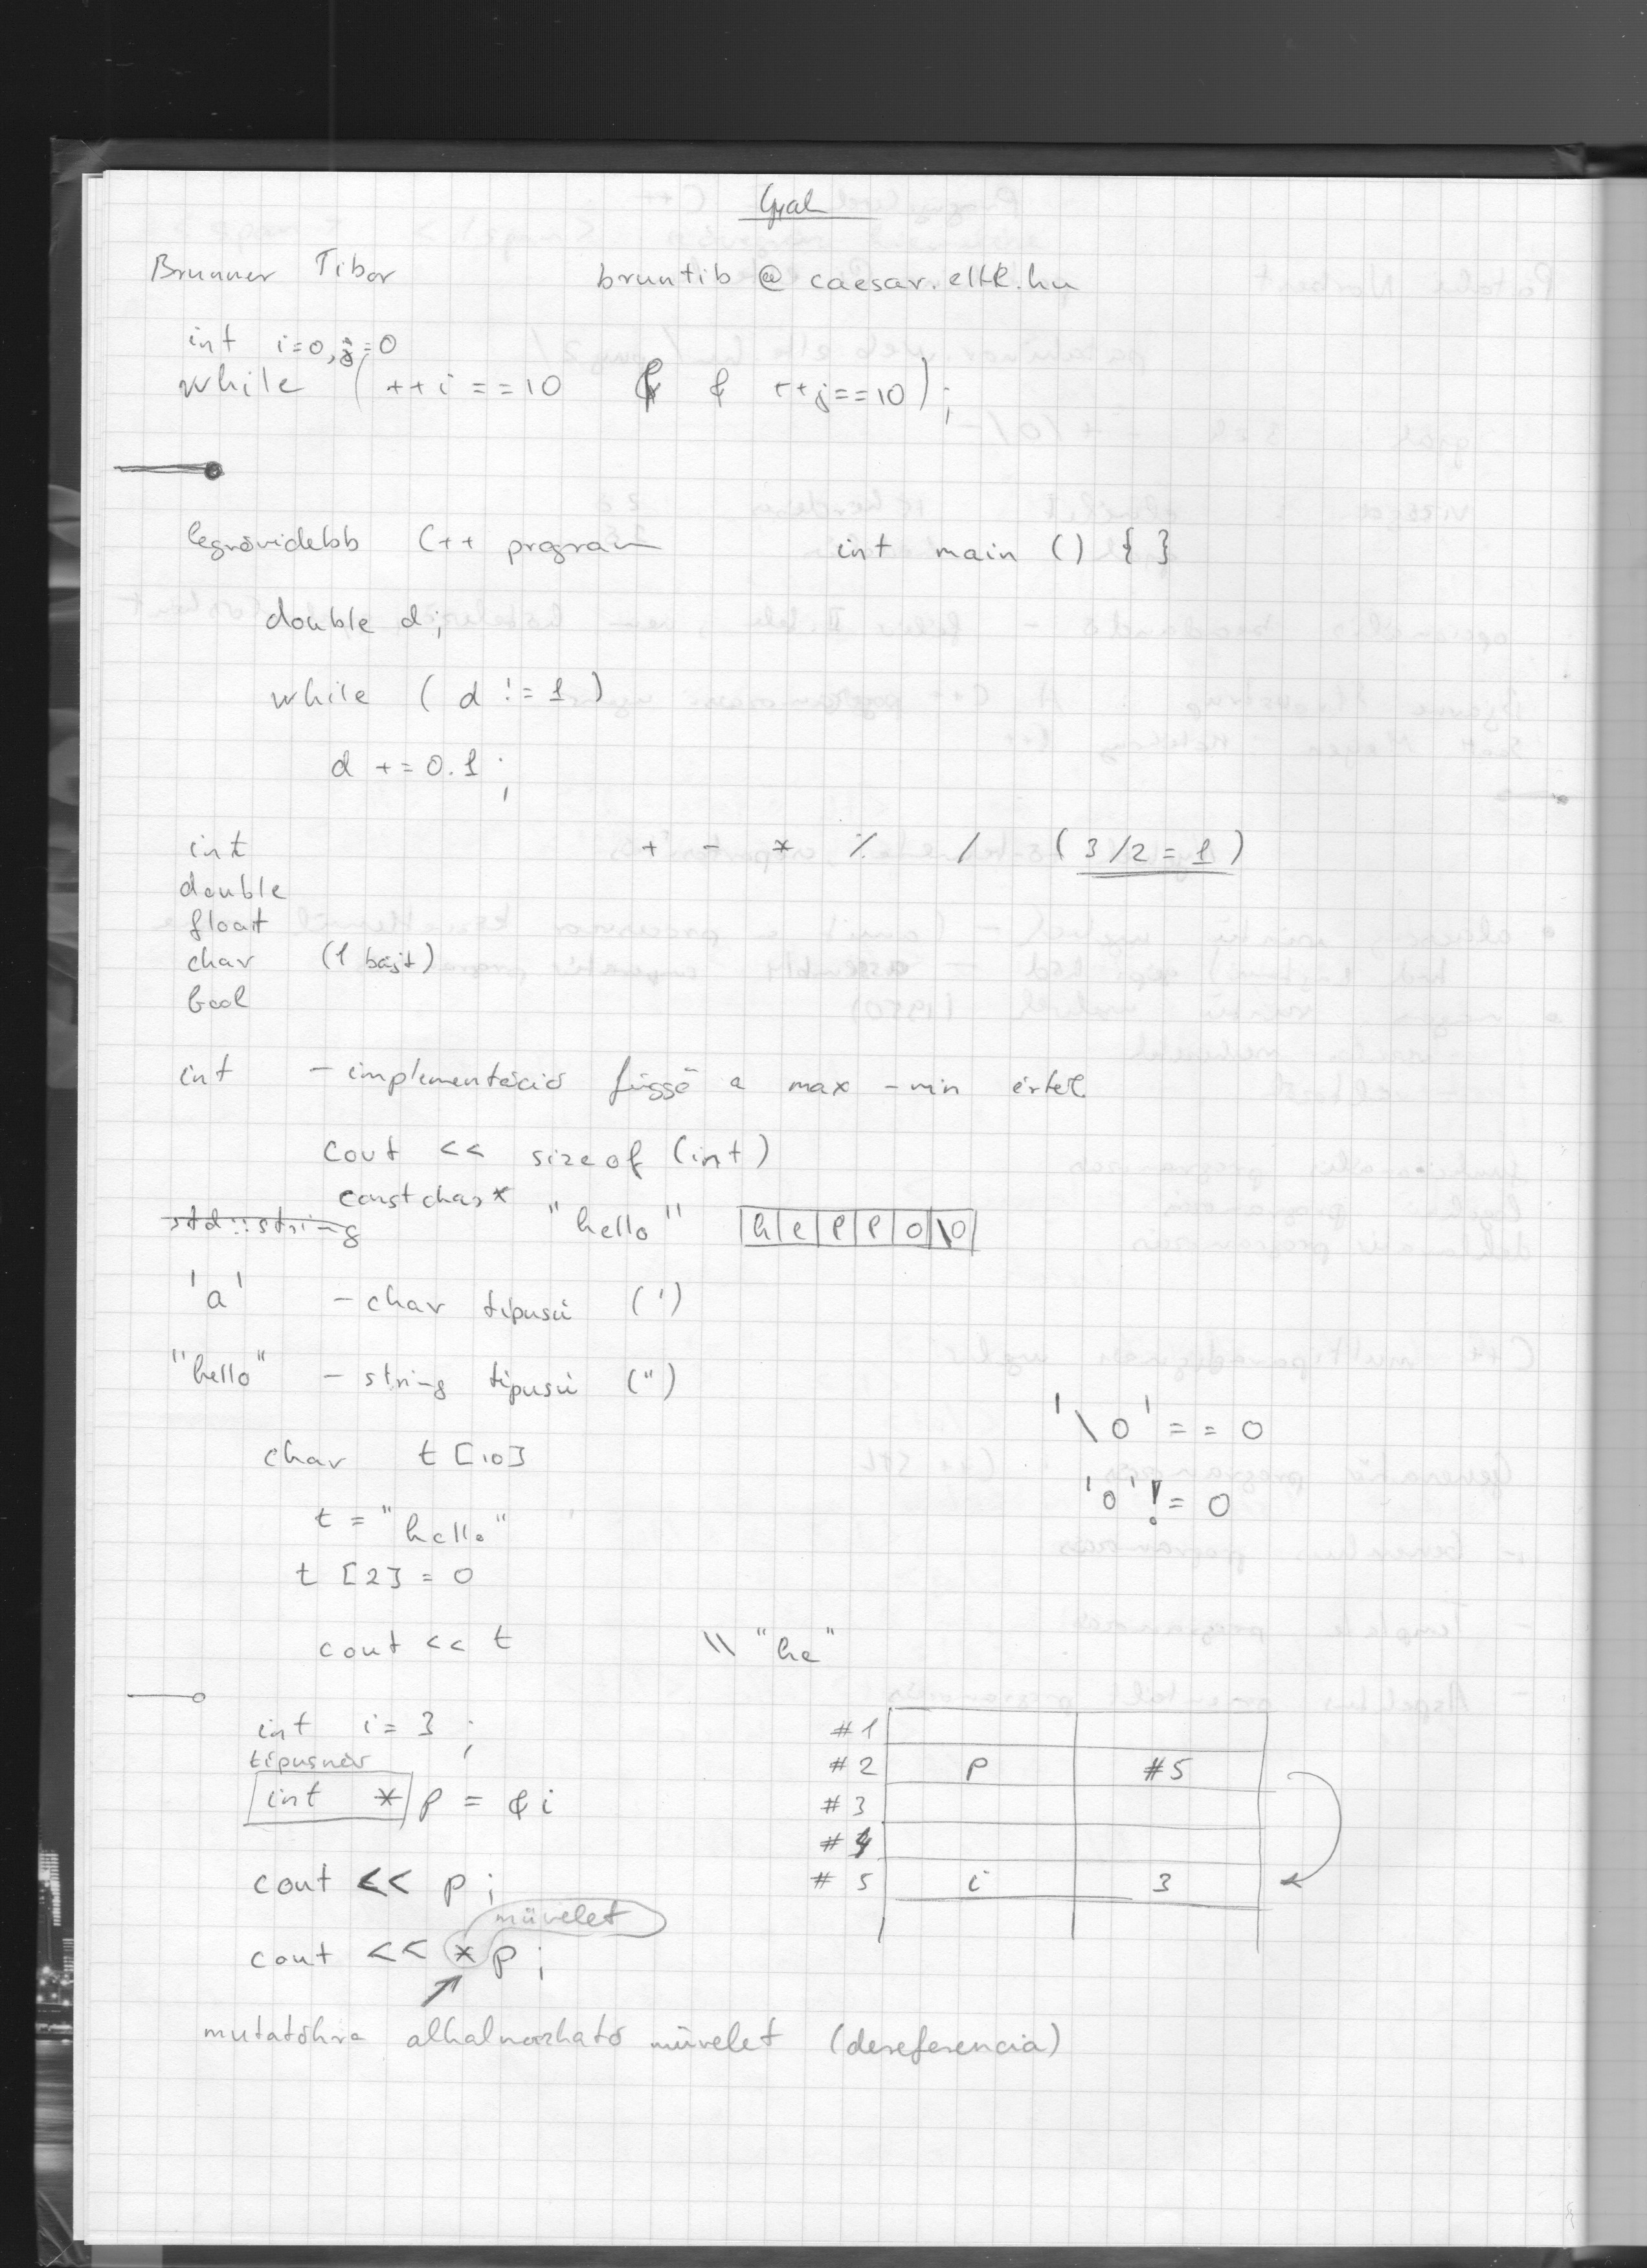 Gyak
Brunner Tibor bruntib @ caesar.elte.hu
int i=0, j=0
while ( ++i == 10 & & ++j==10);
legrövidebb C++ program int main () { }
double d;
while ( d != 1 )
d += 0.1 ;
int + - * % / ( 3/2 = 1 )
double
float
char (1 bájt)
bool
int - implementáció függő a max - min érték
cout << sizeof (int)
const char*
std::string "hello" h e l l o \0
'a' - char típusú (')
"hello" - string típusú (")
'\0' == 0
char t [10]
'0' != 0
t = "hello"
t [2] = 0
cout << t \\ "he"
int i = 3 ; #1
típusnév #2 p #5
int * p = &i #3
#4
cout << p ; #5 i 3
művelet
cout << *p ;
mutatókra alkalmazható művelet (dereferencia)